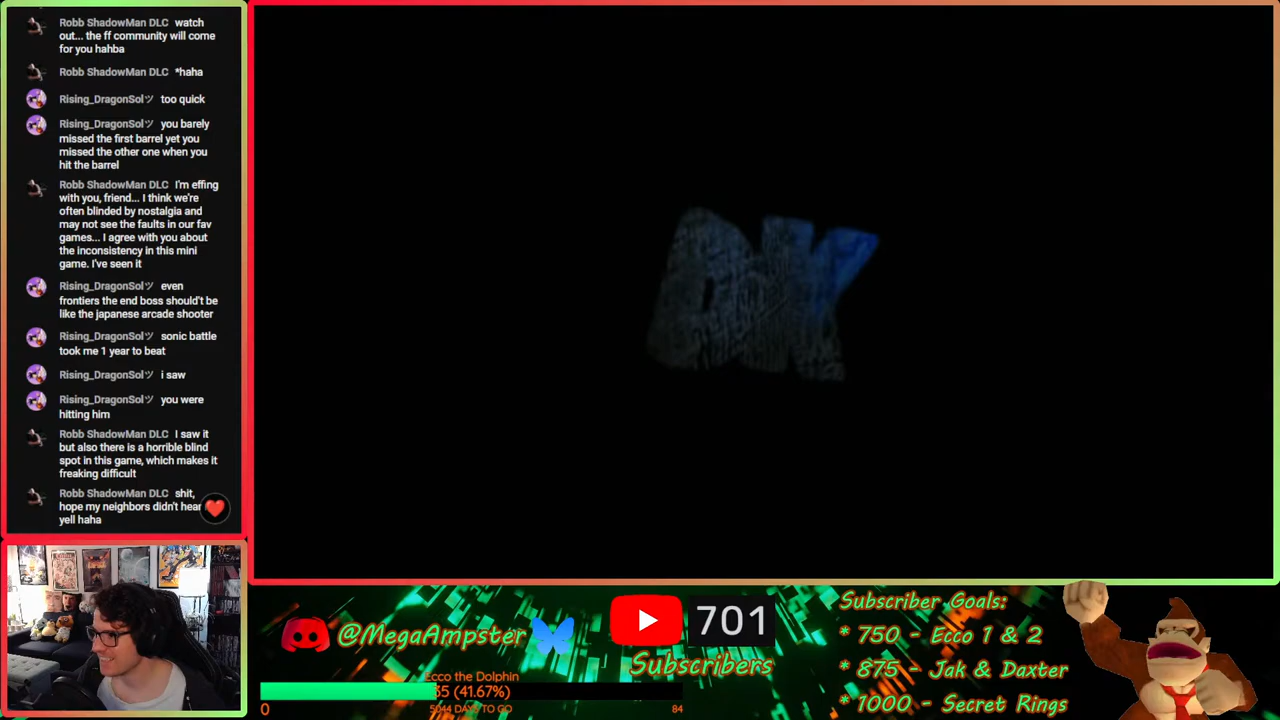 Robb ShadowMan DLC watch
out... the ff community will come
for you hahba
Robb ShadowMan DLC *haha
Rising_DragonSolツ too quick
Rising_DragonSolツ you barely
missed the first barrel yet you
missed the other one when you
hit the barrel
Robb ShadowMan DLC I'm effing
with you, friend... I think we're
often blinded by nostalgia and
may not see the faults in our fav
games... I agree with you about
the inconsistency in this mini
game. I've seen it
Rising_DragonSolツ even
frontiers the end boss should't be
like the japanese arcade shooter
Rising_DragonSolツ sonic battle
took me 1 year to beat
Rising_DragonSolツ i saw
Rising_DragonSolツ you were
hitting him
Robb ShadowMan DLC I saw it
but also there is a horrible blind
spot in this game, which makes it
freaking difficult
Robb ShadowMan DLC shit,
hope my neighbors didn't hear
yell haha
DK
@MegaAmpster
Ecco the Dolphin
35 (41.67%)
5044 DAYS TO GO
0
84
701
Subscribers
Subscriber Goals:
* 750 - Ecco 1 & 2
* 875 - Jak & Daxter
* 1000 - Secret Rings